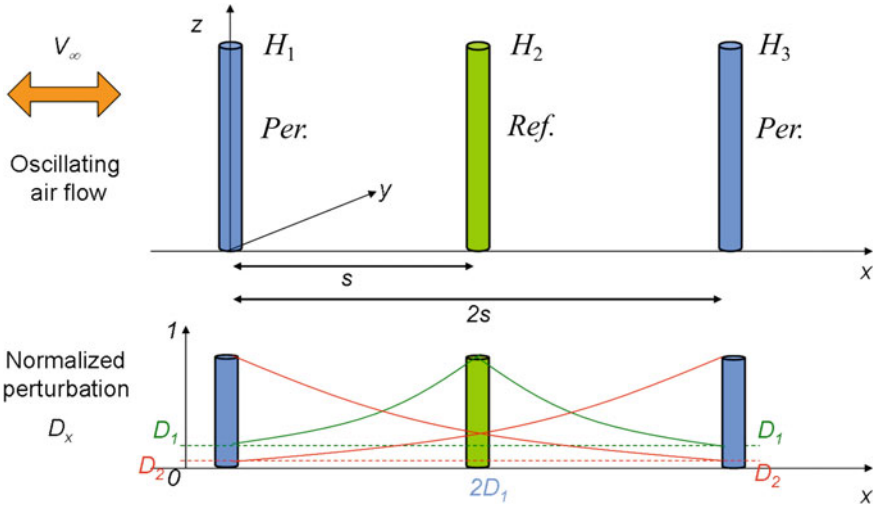 z
V∞
H1
H2
H3
Per.
Ref.
Per.
Oscillating
air flow
y
x
s
2s
1
Normalized
perturbation
Dx
D1
D1
D2
D2
0
2D1
x